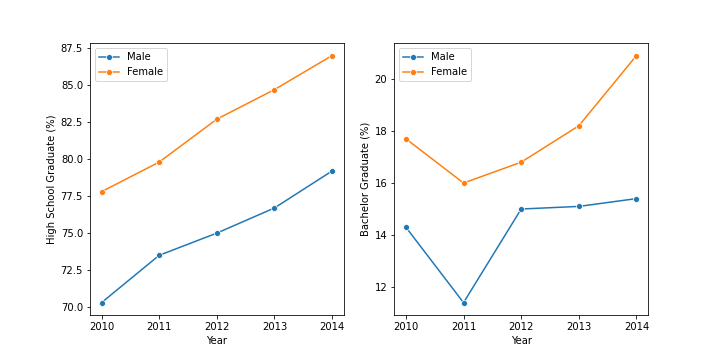 Male
Female
87.5
85.0
82.5
80.0
77.5
75.0
72.5
70.0
High School Graduate (%)
2010 2011 2012 2013 2014
Year
Male
Female
20
18
16
14
12
Bachelor Graduate (%)
2010 2011 2012 2013 2014
Year